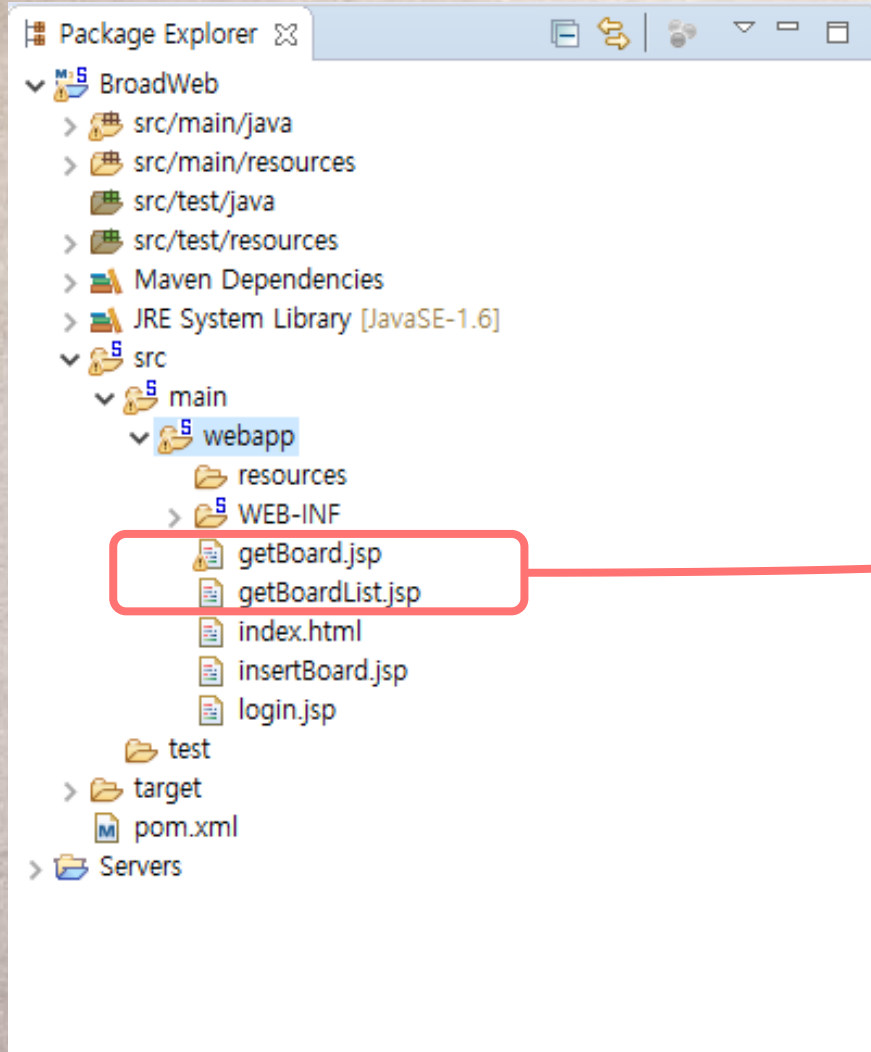 Package Explorer
BroadWeb
src/main/java
src/main/resources
src/test/java
src/test/resources
Maven Dependencies
JRE System Library [JavaSE-1.6]
src
main
webapp
resources
WEB-INF
getBoard.jsp
getBoardList.jsp
index.html
insertBoard.jsp
login.jsp
test
target
pom.xml
Servers